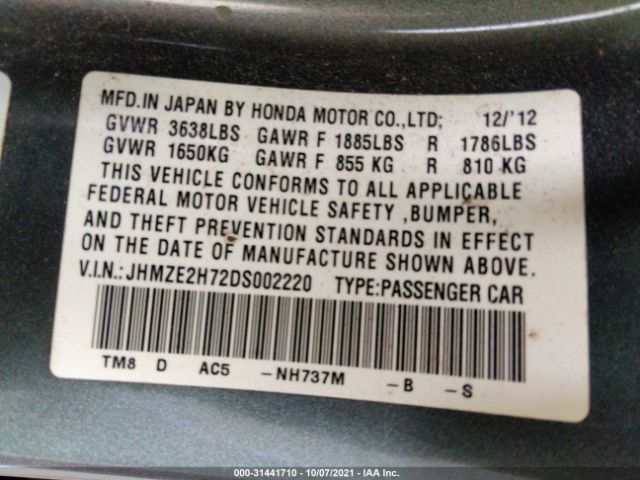 MFD.IN JAPAN BY HONDA MOTOR CO.,LTD; 12/'12
GVWR 3638LBS GAWR F 1885LBS R 1786LBS
GVWR 1650KG GAWR F 855 KG R 810 KG
THIS VEHICLE CONFORMS TO ALL APPLICABLE
FEDERAL MOTOR VEHICLE SAFETY ,BUMPER,
AND THEFT PREVENTION STANDARDS IN EFFECT
ON THE DATE OF MANUFACTURE SHOWN ABOVE.
V.I.N.:JHMZE2H72DS002220 TYPE:PASSENGER CAR
TM8 D AC5 -NH737M -B -S
000-31441710 - 10/07/2021 - IAA Inc.